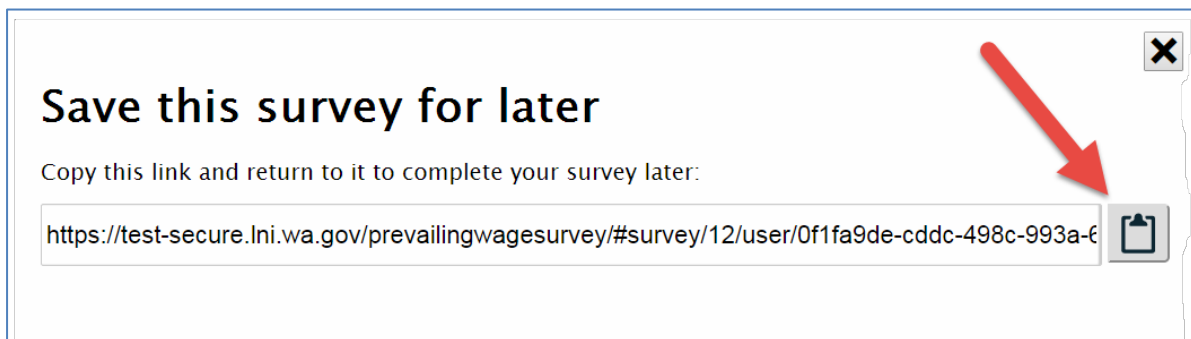 Save this survey for later
Copy this link and return to it to complete your survey later:
https://test-secure.lni.wa.gov/prevailingwagesurvey/#survey/12/user/0f1fa9de-cddc-498c-993a-6